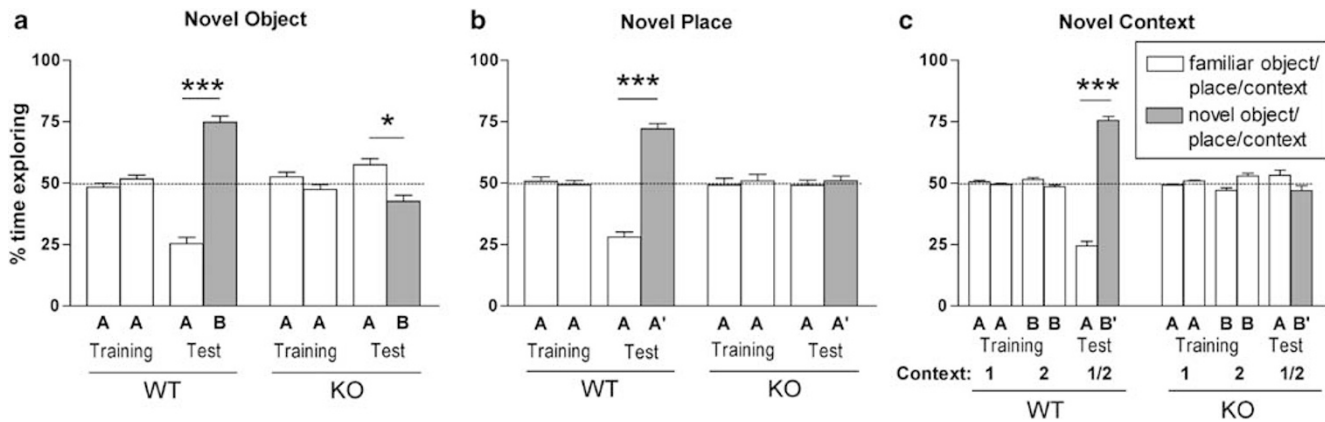 a Novel Object
% time exploring
100
75
50
25
0
*** *
A A A B A A A B
Training Test Training Test
WT KO
b Novel Place
100
75
50
25
0
***
A A A A' A A A A'
Training Test Training Test
WT KO
c Novel Context
100
75
50
25
0
***
familiar object/
place/context
novel object/
place/context
A A B B A B' A A B B A B'
Training Test Training Test
Context: 1 2 1/2 1 2 1/2
WT KO